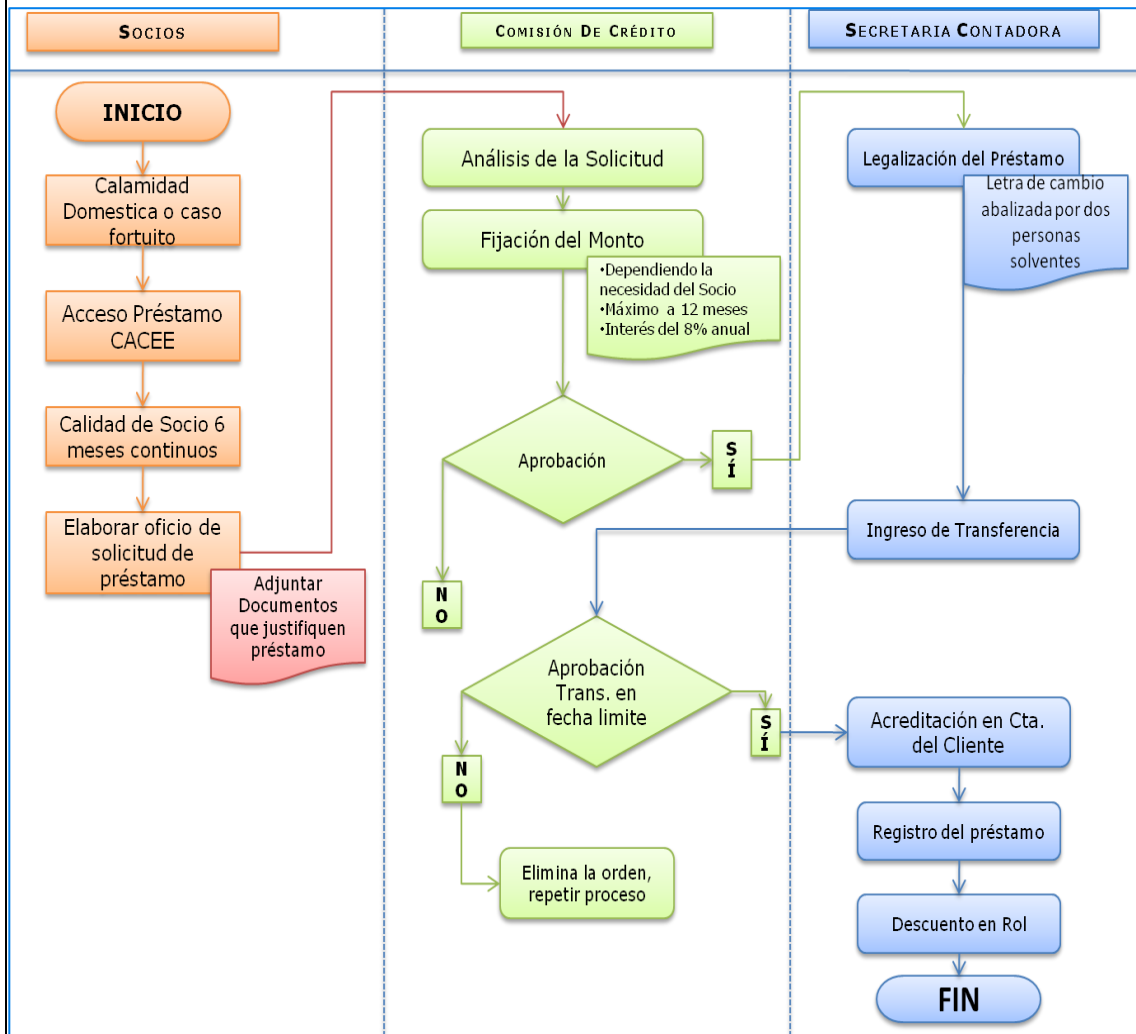 SOCIOS
COMISIÓN DE CRÉDITO
SECRETARIA CONTADORA
INICIO
Calamidad
Domestica o caso
fortuito
Acceso Préstamo
CACEE
Calidad de Socio 6
meses continuos
Elaborar oficio de
solicitud de
préstamo
Adjuntar
Documentos
que justifiquen
préstamo
Análisis de la Solicitud
Fijación del Monto
•Dependiendo la
necesidad del Socio
•Máximo a 12 meses
•Interés del 8% anual
Aprobación
S
Í
N
O
Aprobación
Trans. en
fecha limite
S
Í
N
O
Elimina la orden,
repetir proceso
Legalización del Préstamo
Letra de cambio
abalizada por dos
personas
solventes
Ingreso de Transferencia
Acreditación en Cta.
del Cliente
Registro del préstamo
Descuento en Rol
FIN